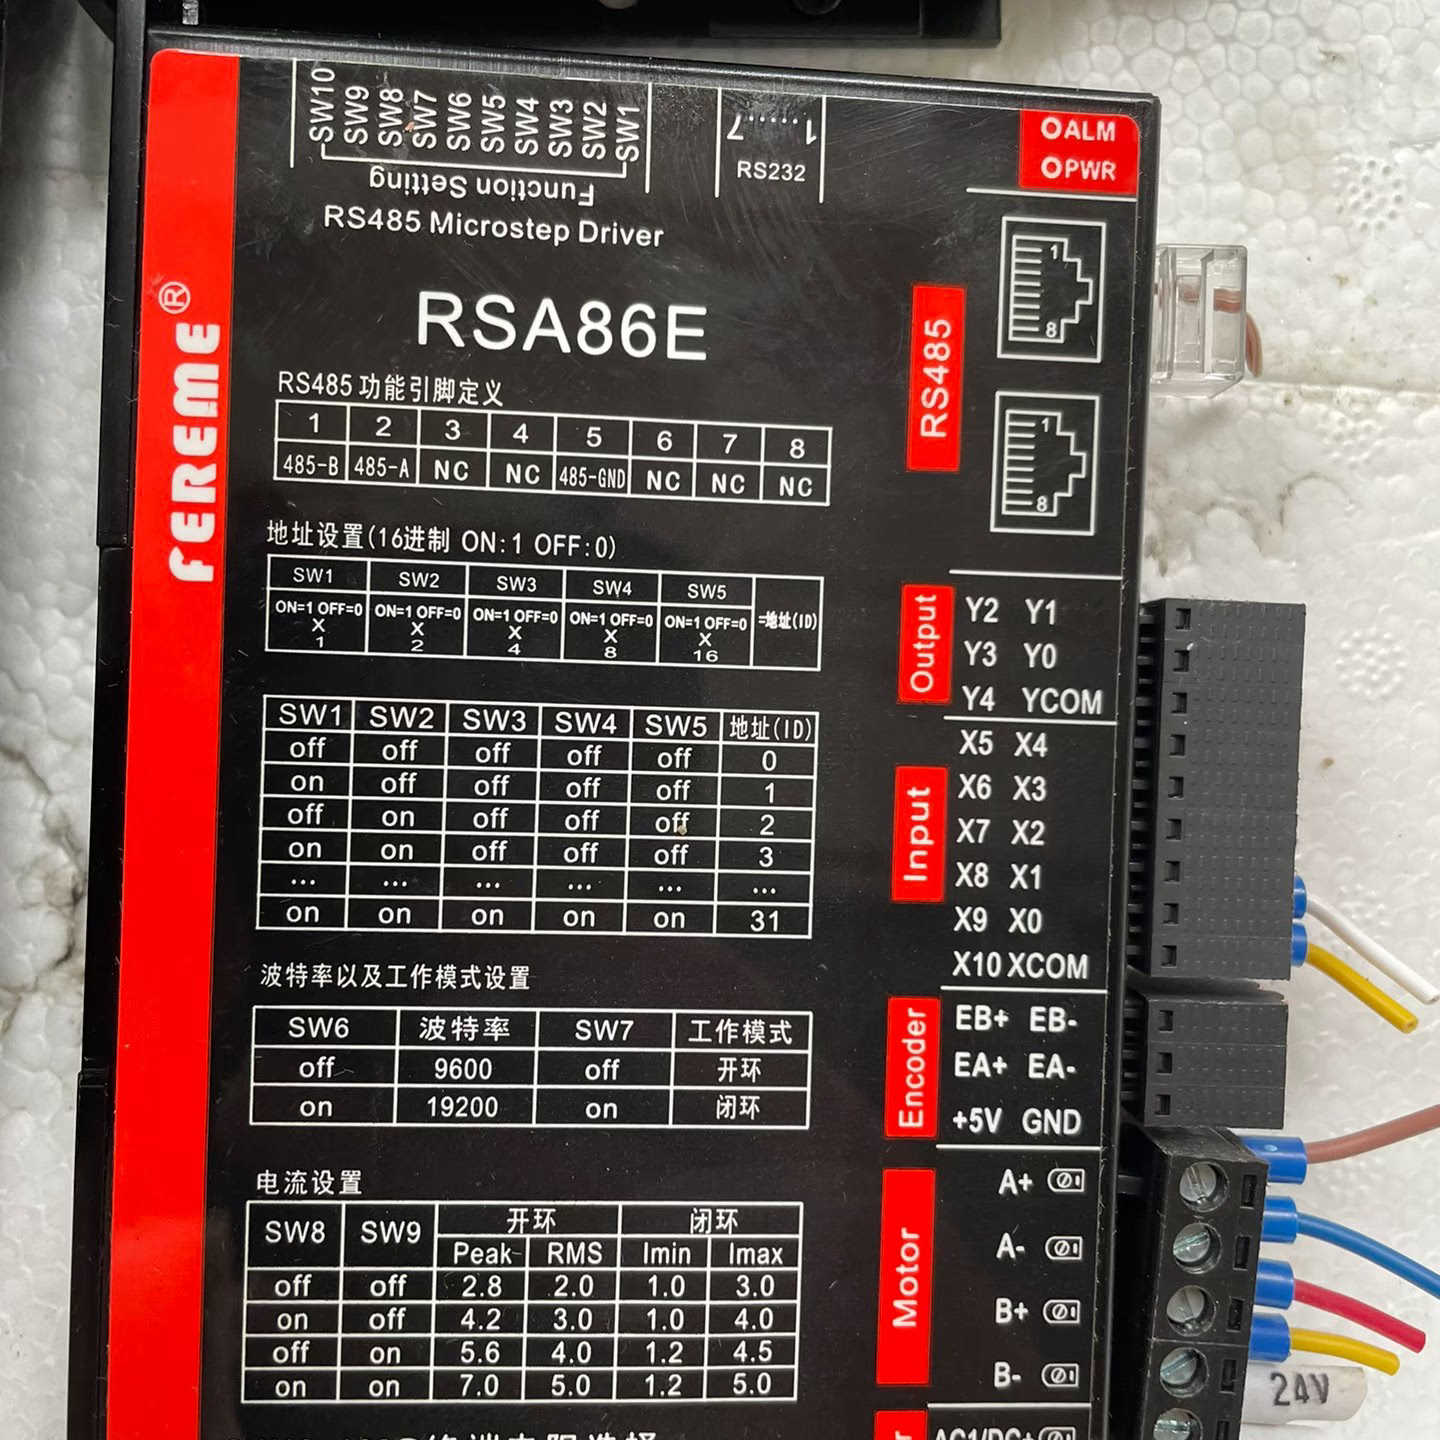 SW10 SW9 SW8 SW7 SW6 SW5 SW4 SW3 SW2 SW1
Function Setting
1......7
RS232
ALM
PWR
RS485 Microstep Driver
RSA86E
FEREME®
RS485 功能引脚定义
1 2 3 4 5 6 7 8
485-B 485-A NC NC 485-GND NC NC NC
地址设置(16进制 ON:1 OFF:0)
SW1 SW2 SW3 SW4 SW5
ON=1 OFF=0 ON=1 OFF=0 ON=1 OFF=0 ON=1 OFF=0 ON=1 OFF=0 =地址(ID)
X X X X X
1 2 4 8 16
SW1 SW2 SW3 SW4 SW5 地址(ID)
off off off off off 0
on off off off off 1
off on off off off 2
on on off off off 3
... ... ... ... ... ...
on on on on on 31
波特率以及工作模式设置
SW6 波特率 SW7 工作模式
off 9600 off 开环
on 19200 on 闭环
电流设置
SW8 SW9 开环 闭环
Peak RMS Imin Imax
off off 2.8 2.0 1.0 3.0
on off 4.2 3.0 1.0 4.0
off on 5.6 4.0 1.2 4.5
on on 7.0 5.0 1.2 5.0
RS485
1
8
1
8
Output
Y2 Y1
Y3 Y0
Y4 YCOM
Input
X5 X4
X6 X3
X7 X2
X8 X1
X9 X0
X10 XCOM
Encoder
EB+ EB-
EA+ EA-
+5V GND
Motor
A+
A-
B+
B-
AC1/DC+
24V